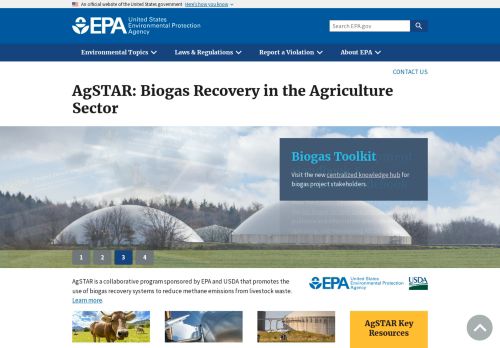 An official website of the United States government Here's how you know
EPA United States
Environmental Protection
Agency
Search EPA.gov
Environmental Topics
Laws & Regulations
Report a Violation
About EPA
CONTACT US
AgSTAR: Biogas Recovery in the Agriculture
Sector
Biogas Toolkit
Visit the new centralized knowledge hub for
biogas project stakeholders.
1 2 3 4
AgSTAR is a collaborative program sponsored by EPA and USDA that promotes the
use of biogas recovery systems to reduce methane emissions from livestock waste.
Learn more.
EPA United States
Environmental Protection
Agency
USDA
AgSTAR Key
Resources